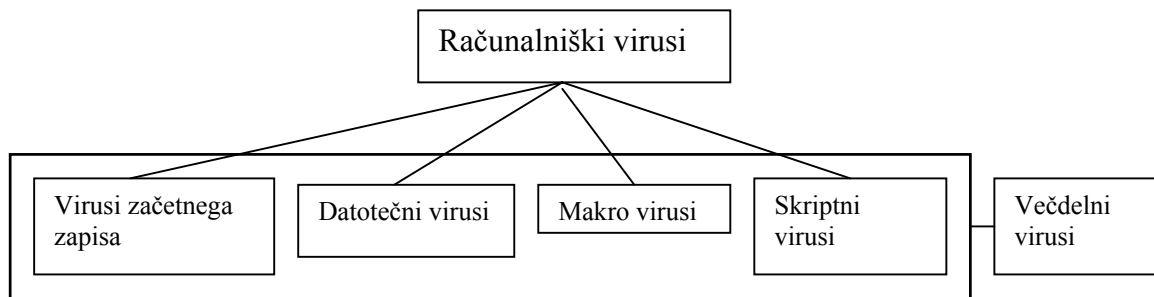 Računalniški virusi
Virusi začetnega
zapisa
Datotečni virusi
Makro virusi
Skriptni
virusi
Večdelni
virusi